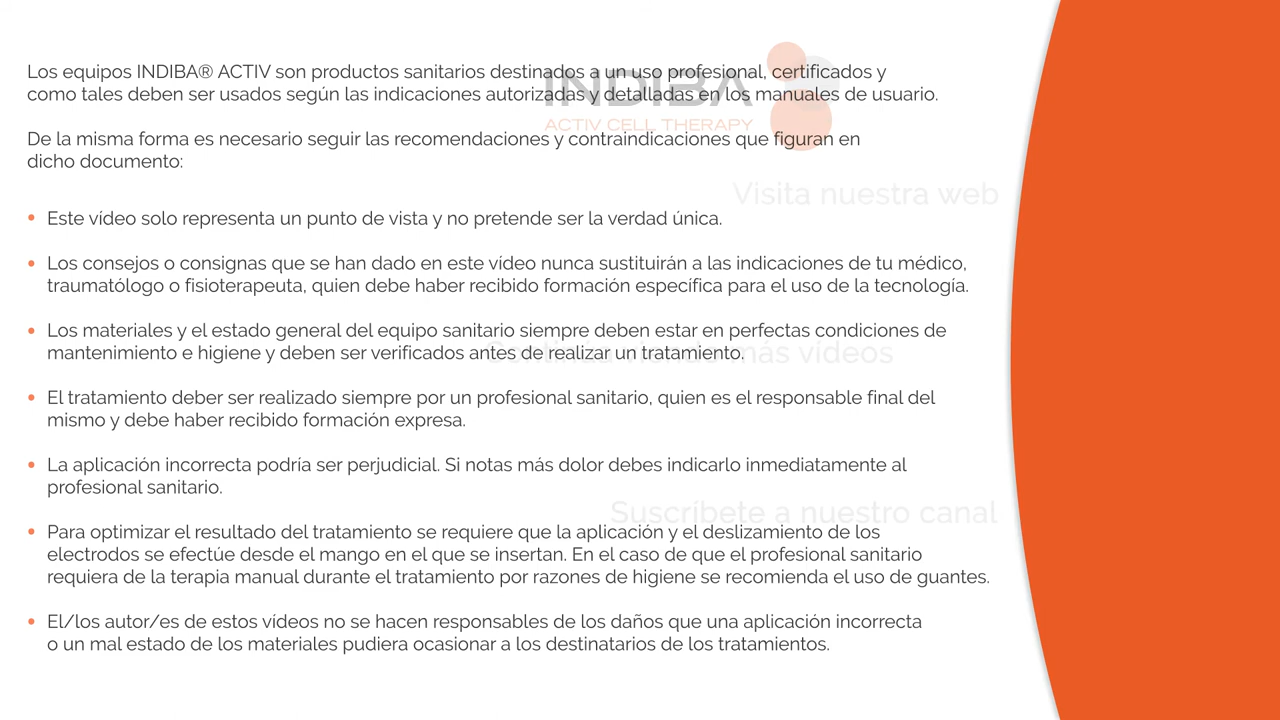 Los equipos INDIBA® ACTIV son productos sanitarios destinados a un uso profesional, certificados y
como tales deben ser usados según las indicaciones autorizadas y detalladas en los manuales de usuario.
INDIBA
ACTIV CELL THERAPY
De la misma forma es necesario seguir las recomendaciones y contraindicaciones que figuran en
dicho documento:
Visita nuestra web
• Este vídeo solo representa un punto de vista y no pretende ser la verdad única.
• Los consejos o consignas que se han dado en este vídeo nunca sustituirán a las indicaciones de tu médico,
traumatólogo o fisioterapeuta, quien debe haber recibido formación específica para el uso de la tecnología.
• Los materiales y el estado general del equipo sanitario siempre deben estar en perfectas condiciones de
mantenimiento e higiene y deben ser verificados antes de realizar un tratamiento.
Continúa viendo más vídeos
• El tratamiento deber ser realizado siempre por un profesional sanitario, quien es el responsable final del
mismo y debe haber recibido formación expresa.
• La aplicación incorrecta podría ser perjudicial. Si notas más dolor debes indicarlo inmediatamente al
profesional sanitario.
Suscríbete a nuestro canal
• Para optimizar el resultado del tratamiento se requiere que la aplicación y el deslizamiento de los
electrodos se efectúe desde el mango en el que se insertan. En el caso de que el profesional sanitario
requiera de la terapia manual durante el tratamiento por razones de higiene se recomienda el uso de guantes.
• El/los autor/es de estos vídeos no se hacen responsables de los daños que una aplicación incorrecta
o un mal estado de los materiales pudiera ocasionar a los destinatarios de los tratamientos.